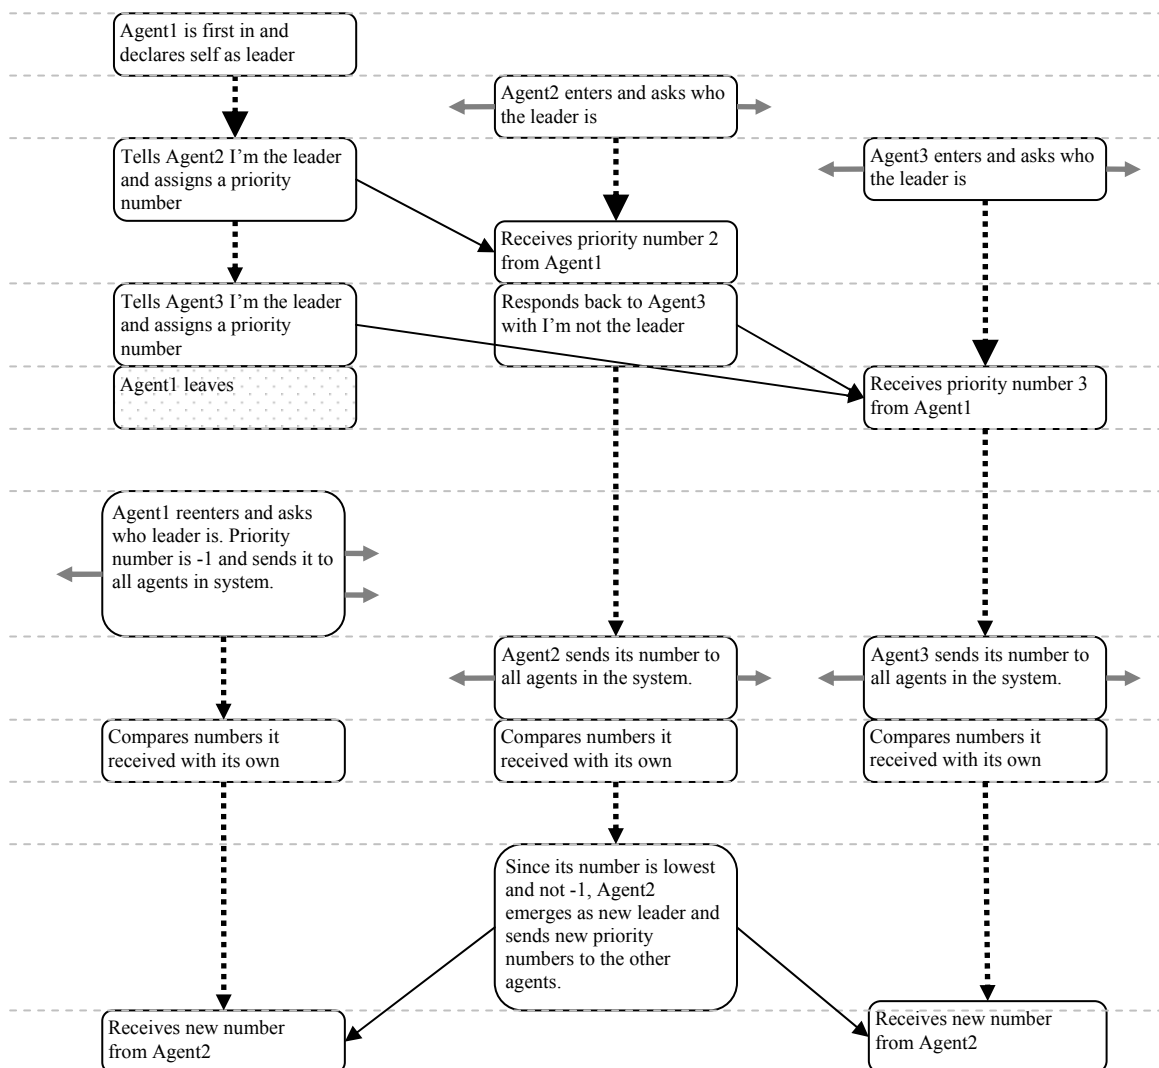 Agent1 is first in and
declares self as leader
Agent2 enters and asks who
the leader is
Tells Agent2 I'm the leader
and assigns a priority
number
Agent3 enters and asks who
the leader is
Receives priority number 2
from Agent1
Tells Agent3 I'm the leader
and assigns a priority
number
Responds back to Agent3
with I'm not the leader
Agent1 leaves
Receives priority number 3
from Agent1
Agent1 reenters and asks
who leader is. Priority
number is -1 and sends it to
all agents in system.
Agent2 sends its number to
all agents in the system.
Agent3 sends its number to
all agents in the system.
Compares numbers it
received with its own
Compares numbers it
received with its own
Compares numbers it
received with its own
Since its number is lowest
and not -1, Agent2
emerges as new leader and
sends new priority
numbers to the other
agents.
Receives new number
from Agent2
Receives new number
from Agent2